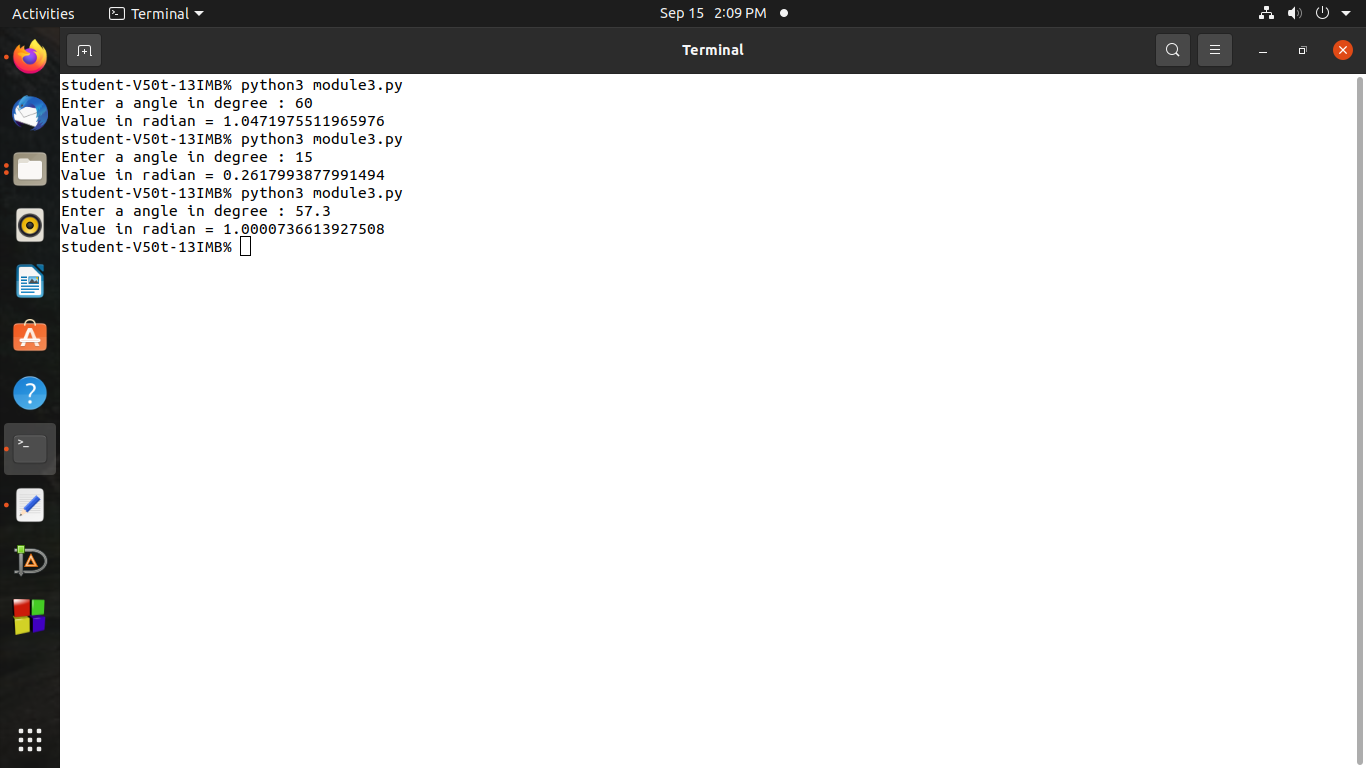 Activities Terminal Sep 15 2:09 PM
Terminal
student-V50t-13IMB% python3 module3.py
Enter a angle in degree : 60
Value in radian = 1.0471975511965976
student-V50t-13IMB% python3 module3.py
Enter a angle in degree : 15
Value in radian = 0.2617993877991494
student-V50t-13IMB% python3 module3.py
Enter a angle in degree : 57.3
Value in radian = 1.0000736613927508
student-V50t-13IMB%